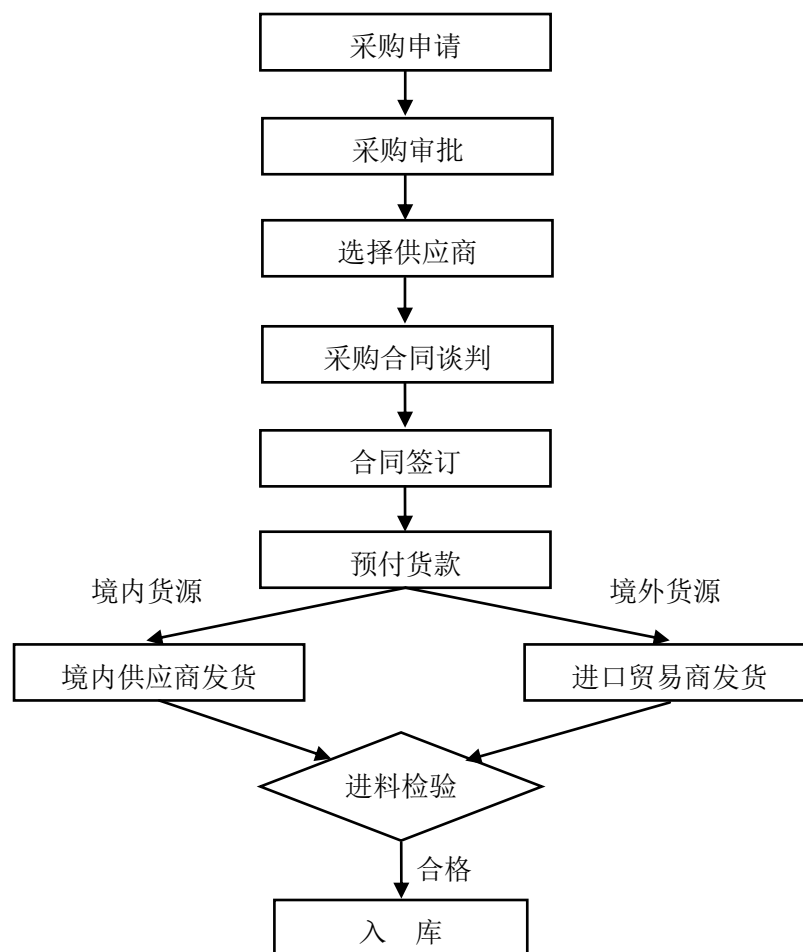 采购申请
采购审批
选择供应商
采购合同谈判
合同签订
预付货款
境内货源
境外货源
境内供应商发货
进口贸易商发货
进料检验
合格
入 库